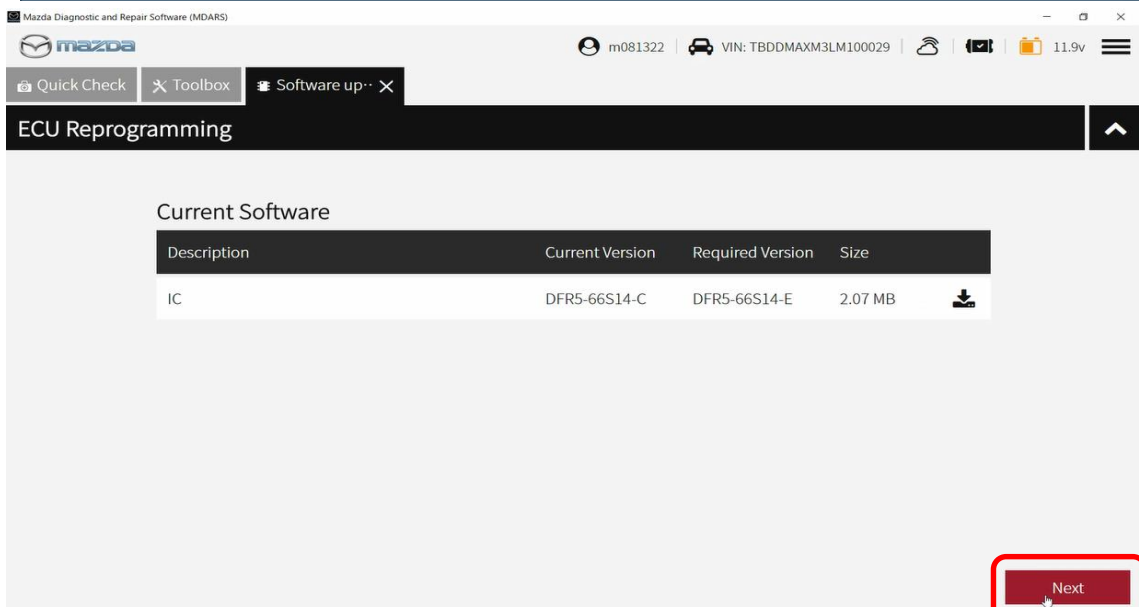 Mazda Diagnostic and Repair Software (MDARS)
mazda m081322 VIN: TBDDMAXM3LM100029 11.9v
Quick Check Toolbox Software up··
ECU Reprogramming
Current Software
Description Current Version Required Version Size
IC DFR5-66S14-C DFR5-66S14-E 2.07 MB
Next